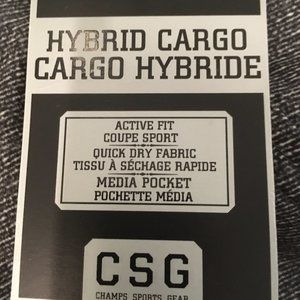 HYBRID CARGO
CARGO HYBRIDE
ACTIVE FIT
COUPE SPORT
QUICK DRY FABRIC
TISSU À SÉCHAGE RAPIDE
MEDIA POCKET
POCHETTE MÉDIA
CSG
CHAMPS SPORTS GEAR